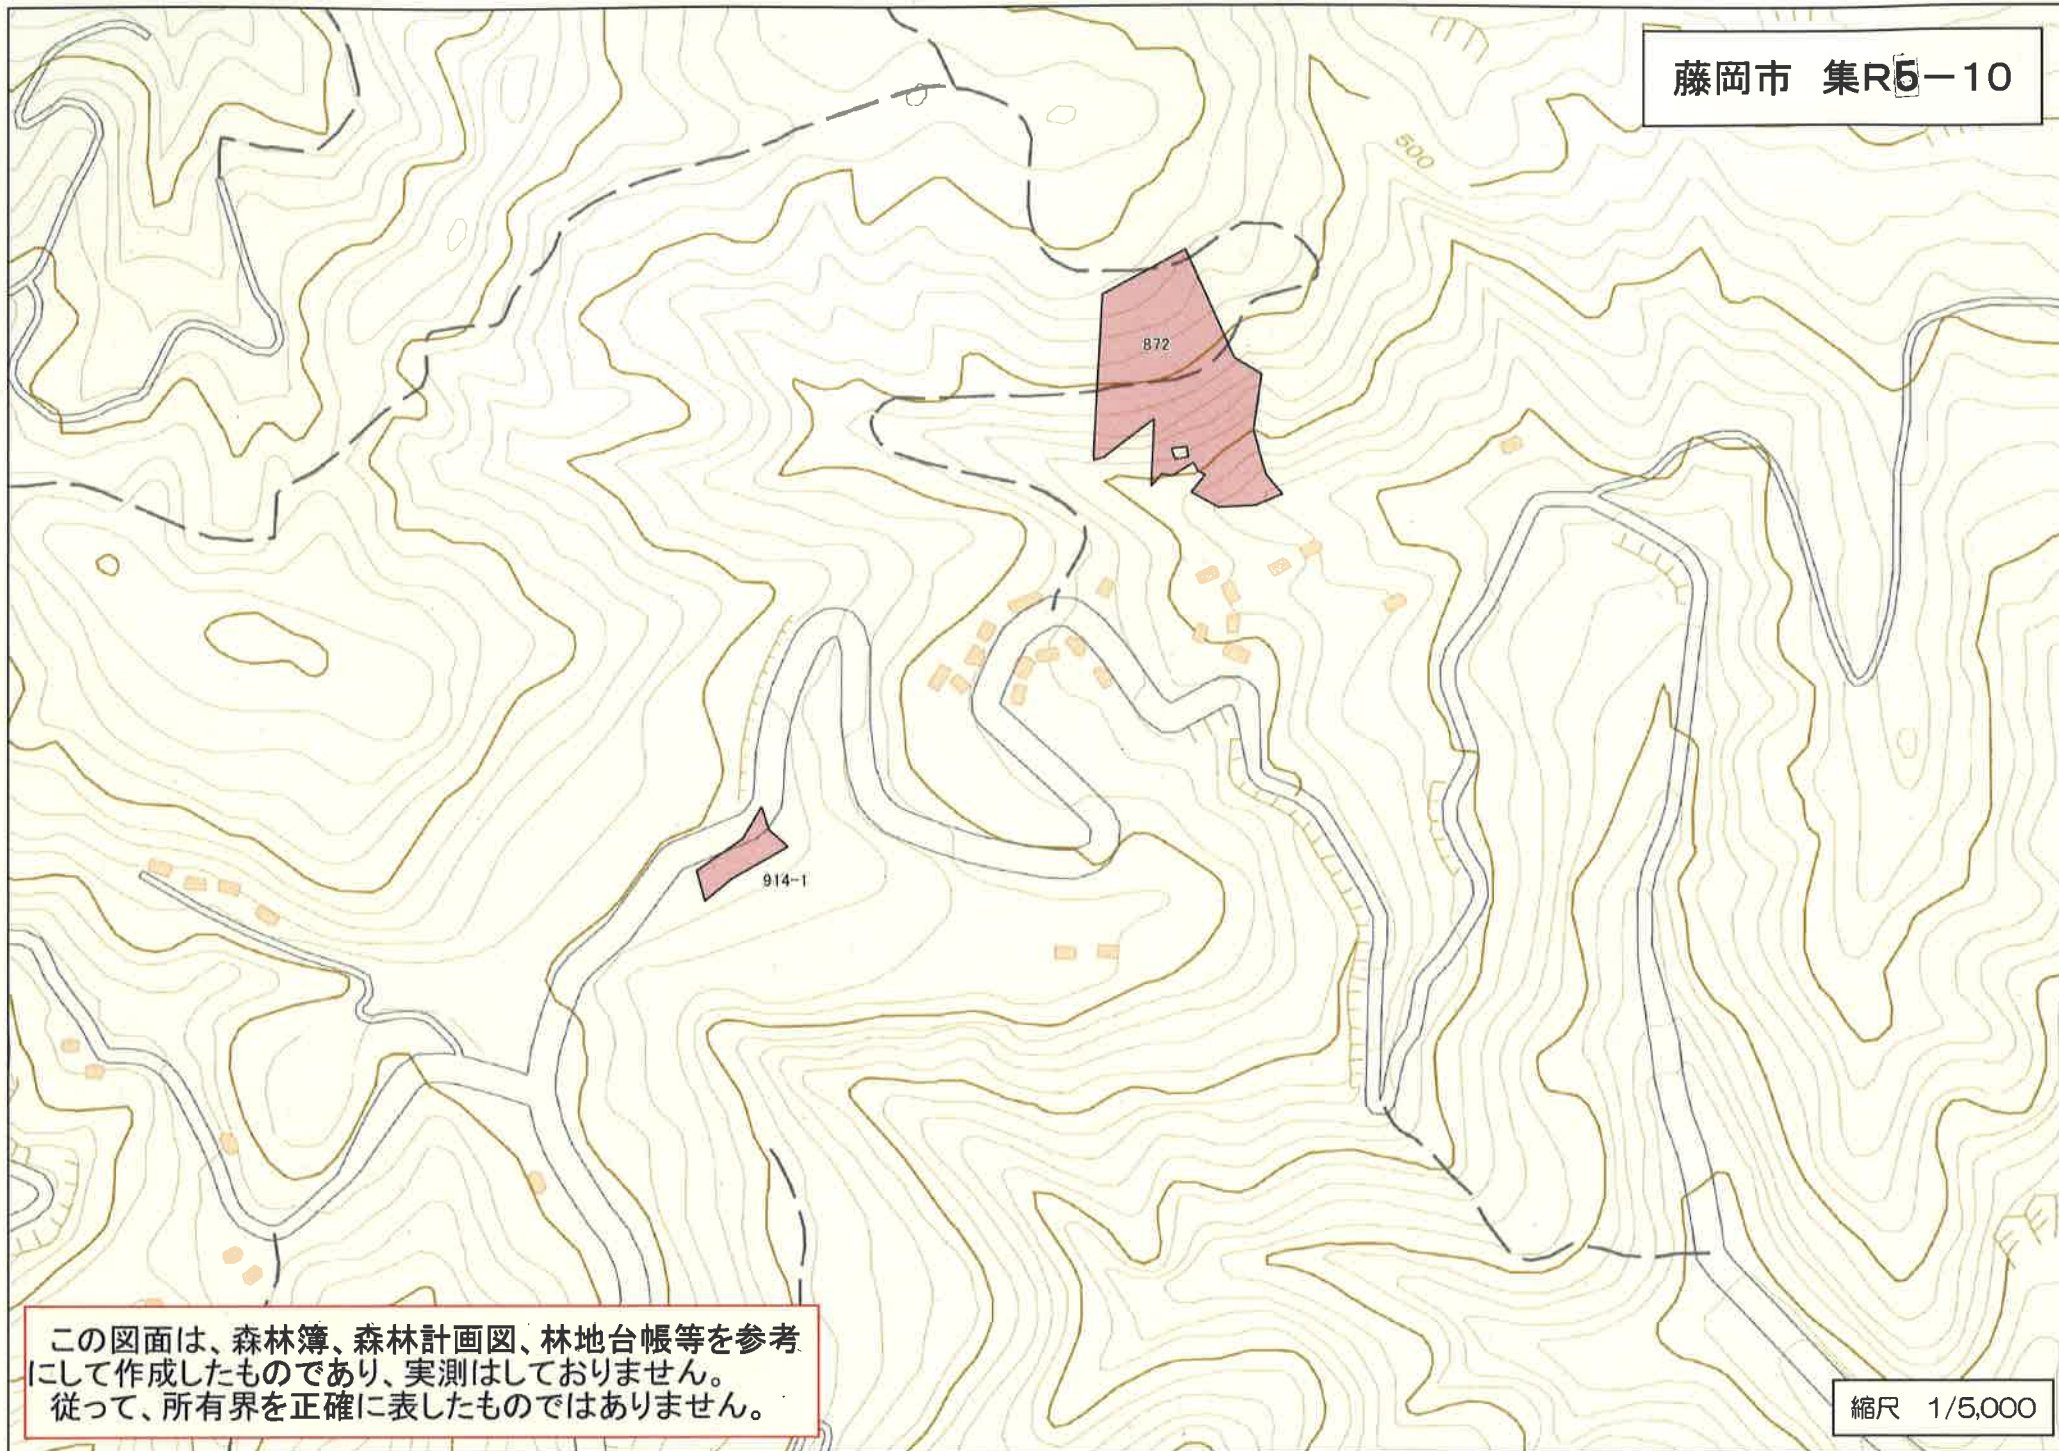 藤岡市 集R5－10
500
872
914-1
この図面は、森林簿、森林計画図、林地台帳等を参考
にして作成したものであり、実測はしておりません。
従って、所有界を正確に表したものではありません。
縮尺 1/5,000